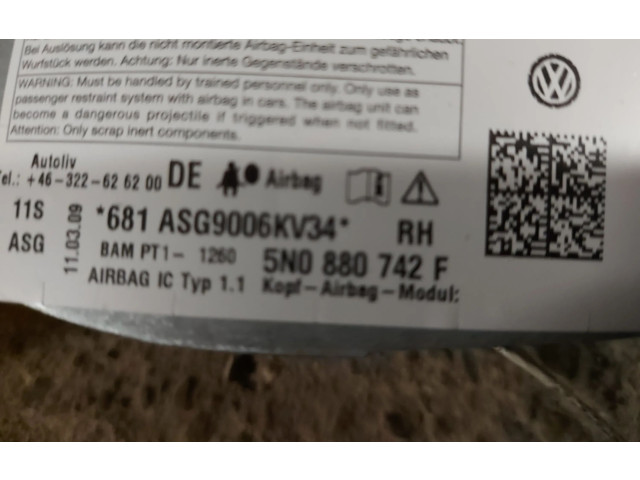 Bei Auslösung kann die nicht montierte Airbag-Einheit zum gefährlichen
Wurfstück werden. Achtung: Nur inerte Gegenstände verschrotten.
WARNING: Must be handled by trained personnel only. Only use as
passenger restraint system with airbag in cars. The airbag unit can
become a dangerous projectile if triggered when not fitted.
Attention: Only scrap inert components.
Autoliv
Tel.: +46-322-62 62 00 DE Airbag
11S *681 ASG9006KV34* RH
ASG 11.03.09 BAM PT1- 1260 5N0 880 742 F
AIRBAG IC Typ 1.1 Kopf-Airbag-Modul: